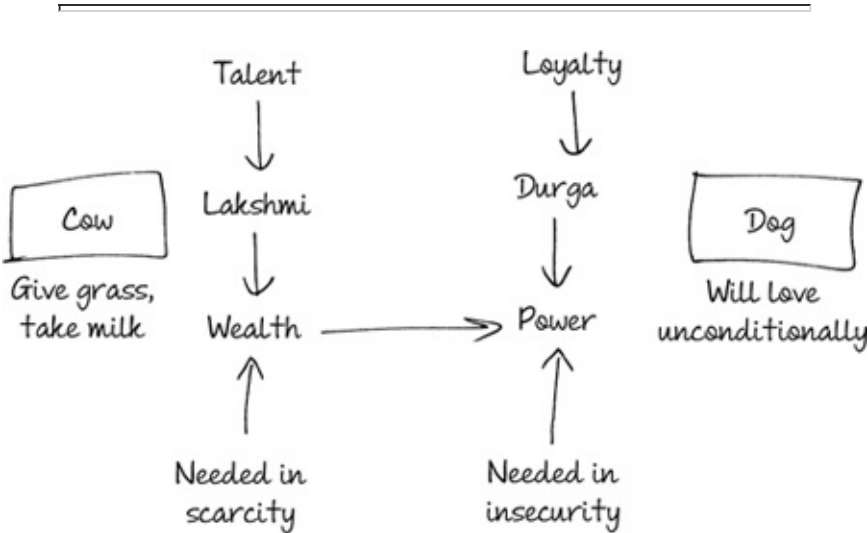 Talent
Loyalty
Cow
Lakshmi
Durga
Dog
Give grass,
take milk
Wealth
Power
Will love
unconditionally
Needed in
scarcity
Needed in
insecurity